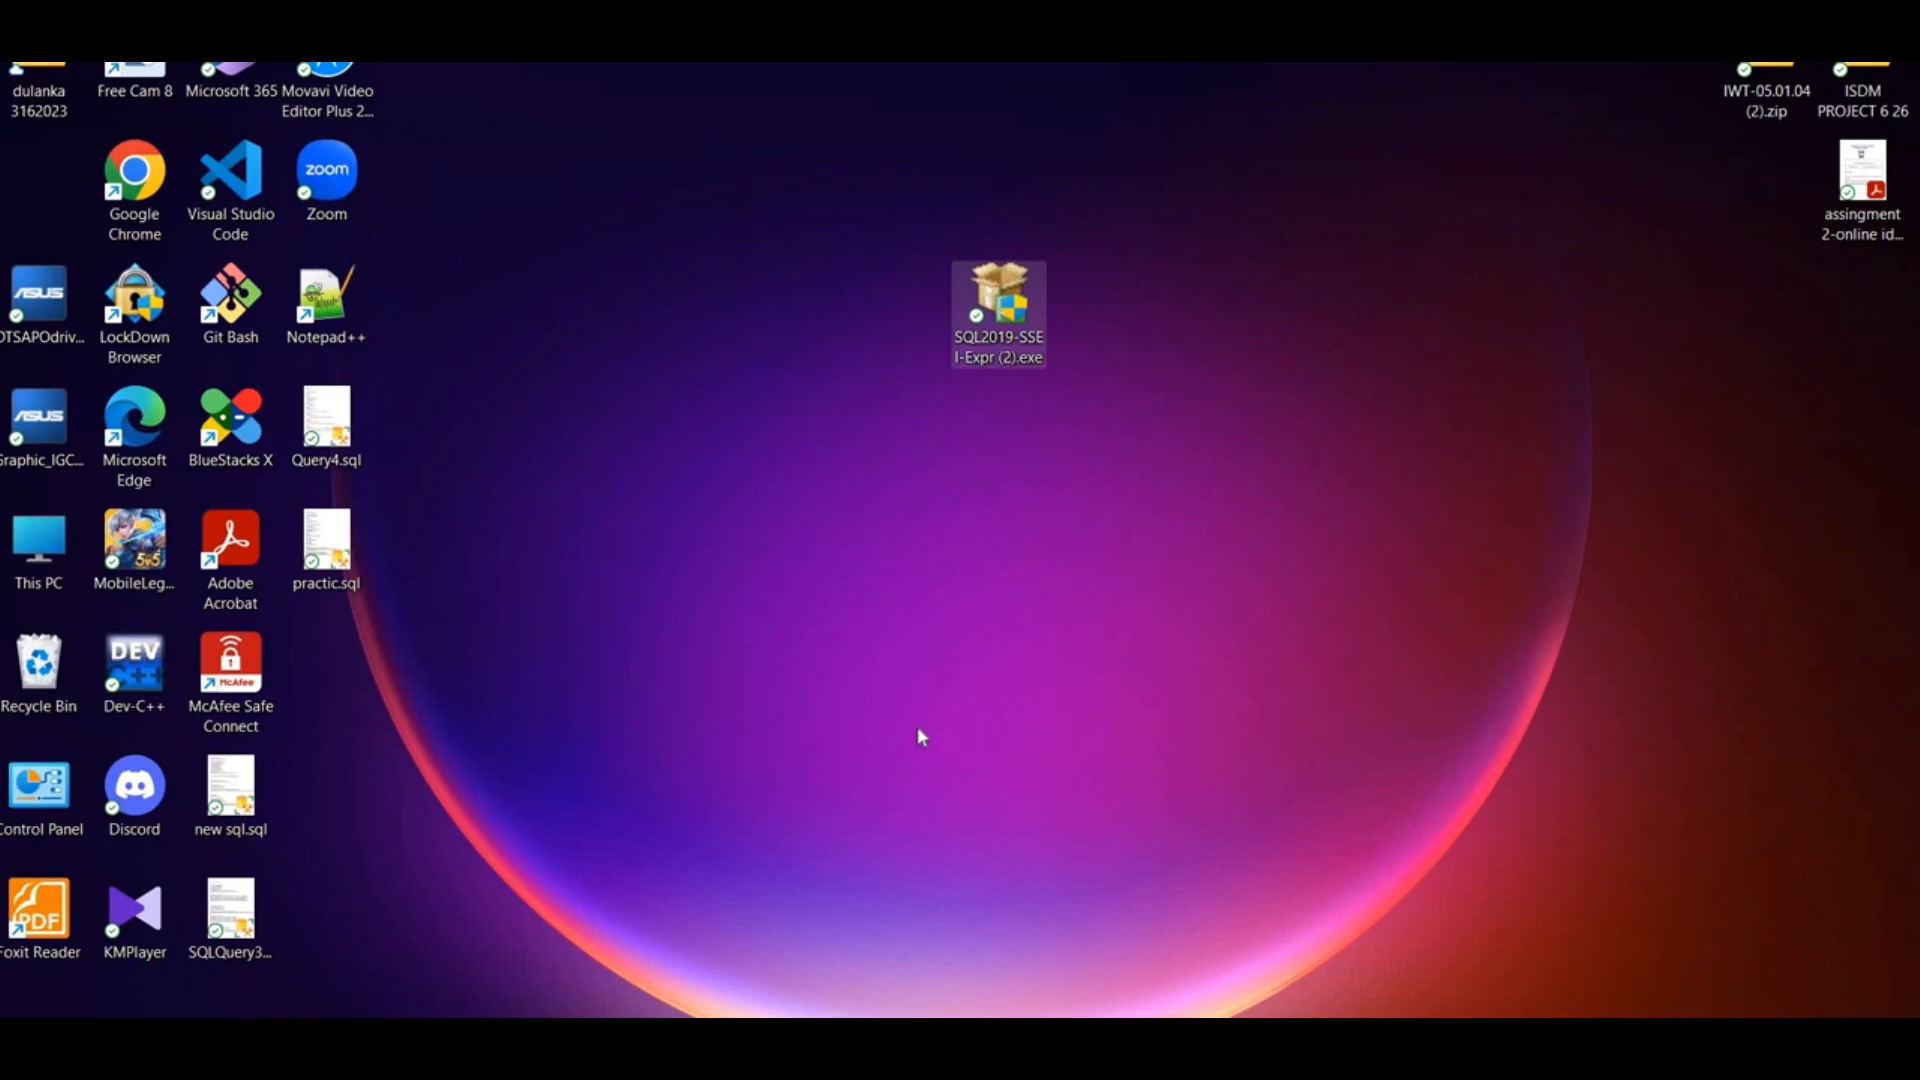 dulanka
3162023
Free Cam 8
Microsoft 365
Movavi Video
Editor Plus 2...
IWT-05.01.04
(2).zip
ISDM
PROJECT 6 26
Google
Chrome
Visual Studio
Code
zoom
Zoom
assingment
2-online id...
ASUS
DTSAPOdriv...
LockDown
Browser
Git Bash
Notepad++
SQL2019-SSE
I-Expr (2).exe
ASUS
Graphic_IGC...
Microsoft
Edge
BlueStacks X
Query4.sql
This PC
5v5
MobileLeg...
Adobe
Acrobat
practic.sql
Recycle Bin
DEV
C++
Dev-C++
McAfee
McAfee Safe
Connect
Control Panel
Discord
new sql.sql
PDF
Foxit Reader
KMPlayer
SQLQuery3...